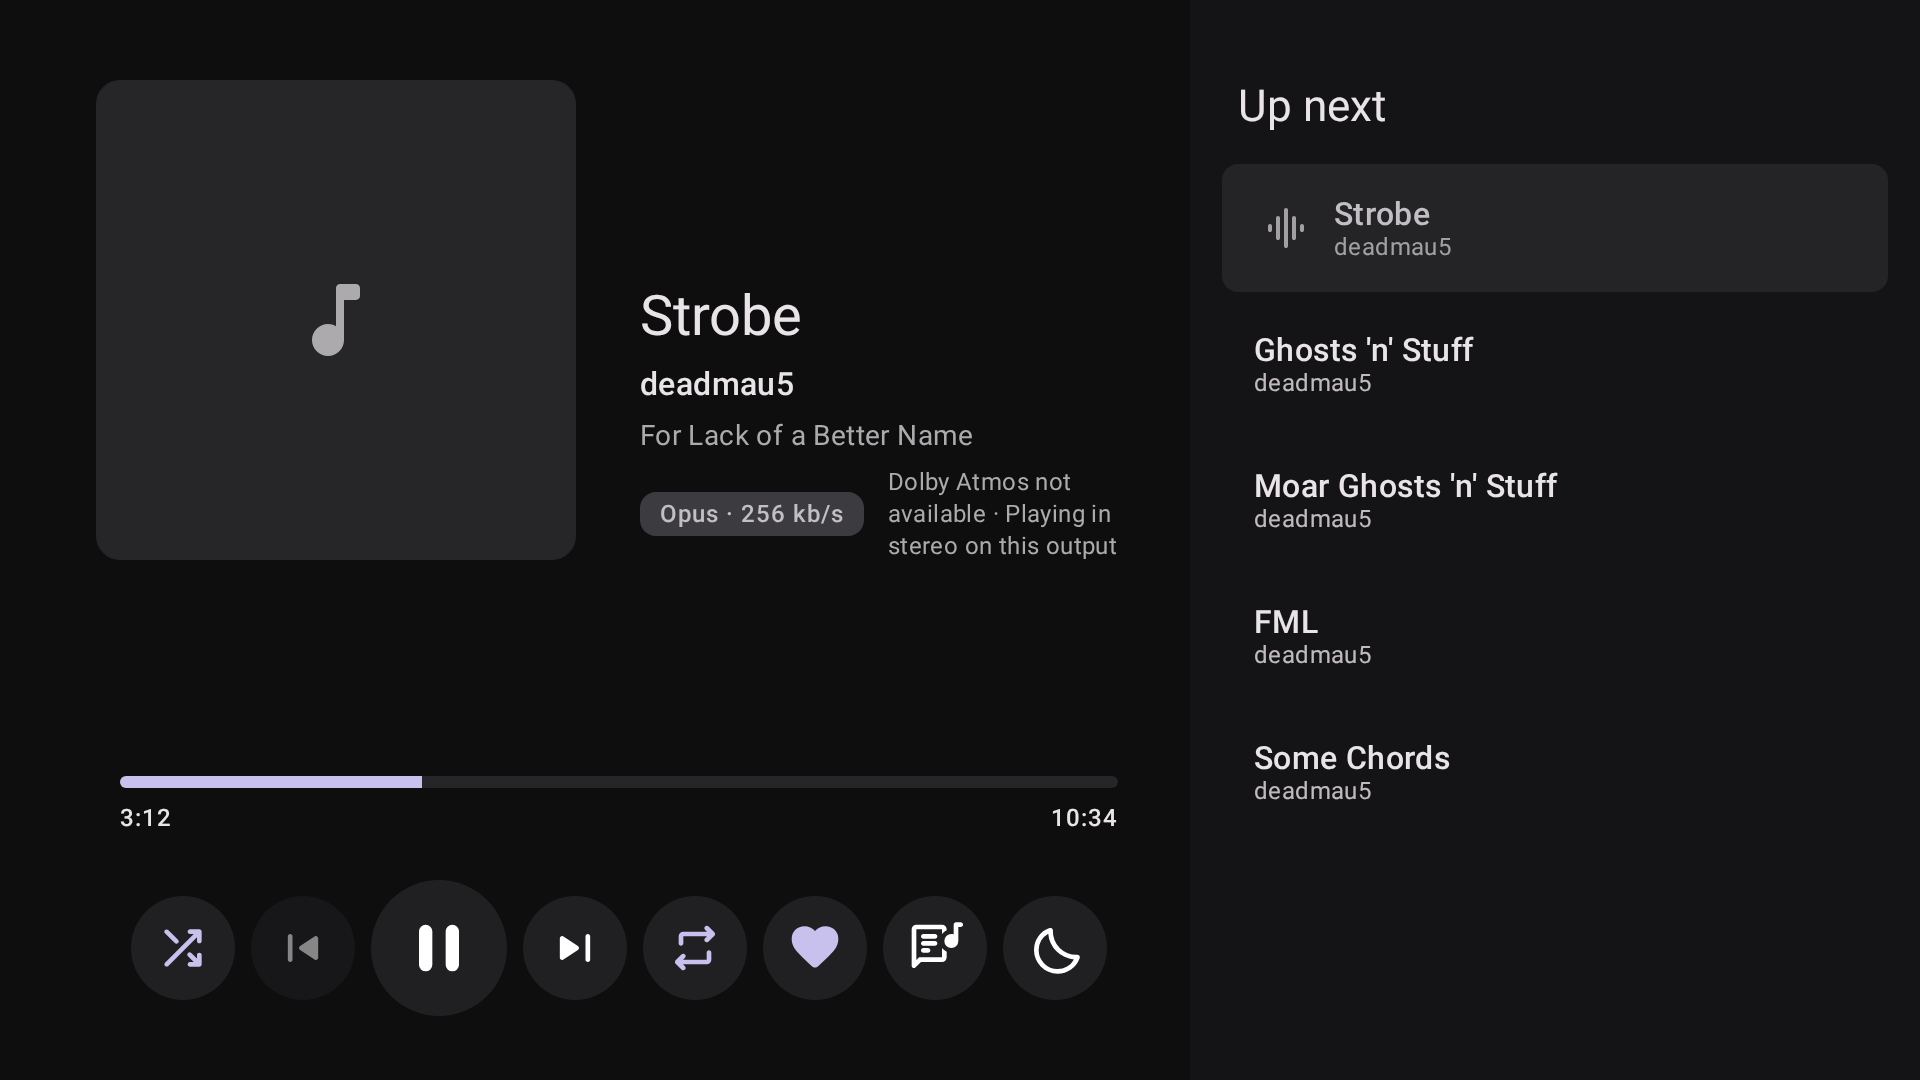 Strobe
deadmau5
For Lack of a Better Name
Opus · 256 kb/s
Dolby Atmos not
available · Playing in
stereo on this output
3:12
10:34
Up next
Strobe
deadmau5
Ghosts 'n' Stuff
deadmau5
Moar Ghosts 'n' Stuff
deadmau5
FML
deadmau5
Some Chords
deadmau5